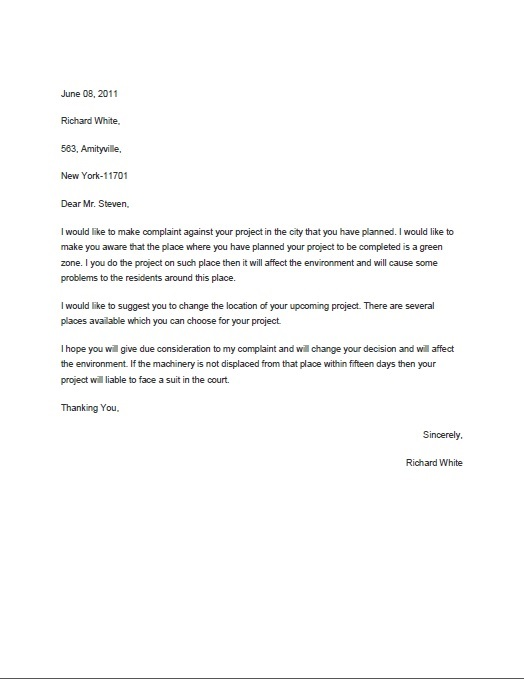 June 08, 2011
Richard White,
563, Amityville,
New York-11701
Dear Mr. Steven,
I would like to make complaint against your project in the city that you have planned. I would like to
make you aware that the place where you have planned your project to be completed is a green
zone. I you do the project on such place then it will affect the environment and will cause some
problems to the residents around this place.
I would like to suggest you to change the location of your upcoming project. There are several
places available which you can choose for your project.
I hope you will give due consideration to my complaint and will change your decision and will affect
the environment. If the machinery is not displaced from that place within fifteen days then your
project will liable to face a suit in the court.
Thanking You,
Sincerely,
Richard White